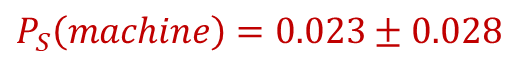 P_S(machine) = 0.023 ± 0.028